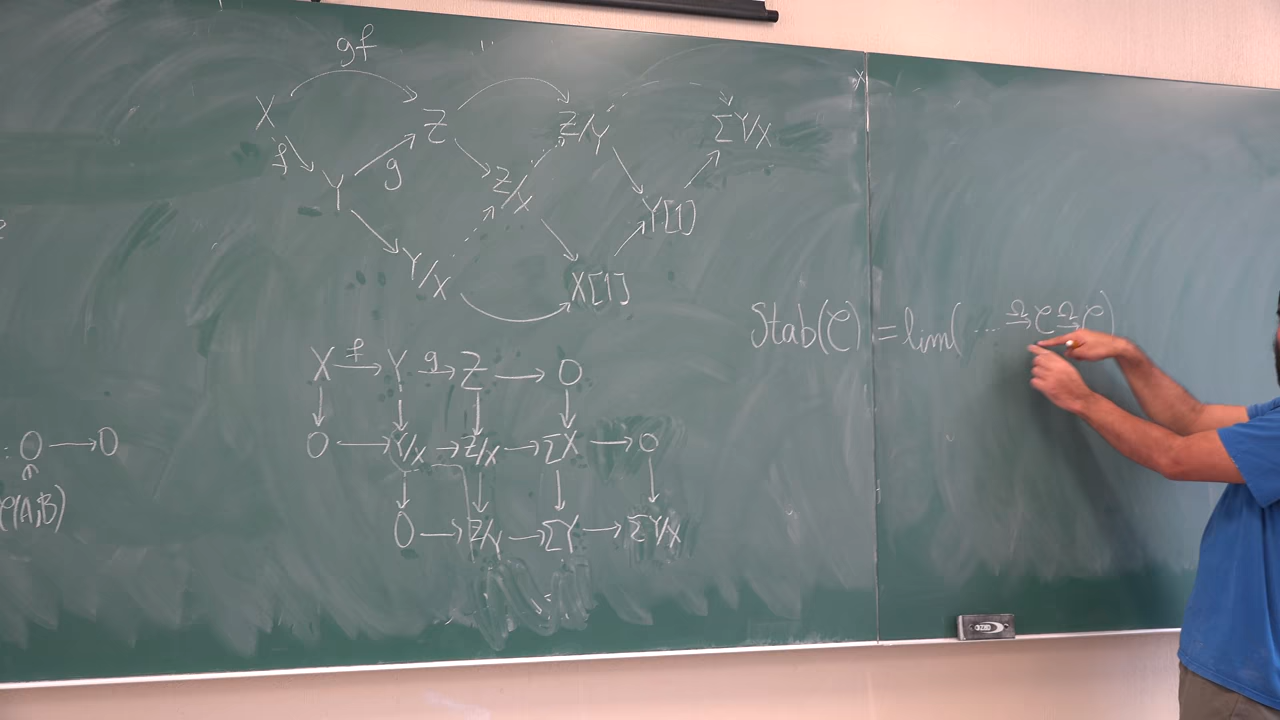 gf
X Z Z/Y ΣY/X
f g
Y Z/X Y[1]
Y/X X[1]
Stab(C) = lim( ... →Ω C →Ω C )
X →f Y →g Z → 0
0 → Y/X → Z/X → ΣX → 0
0 → Z/Y → ΣY → ΣY/X
0 → 0
C(A,B)